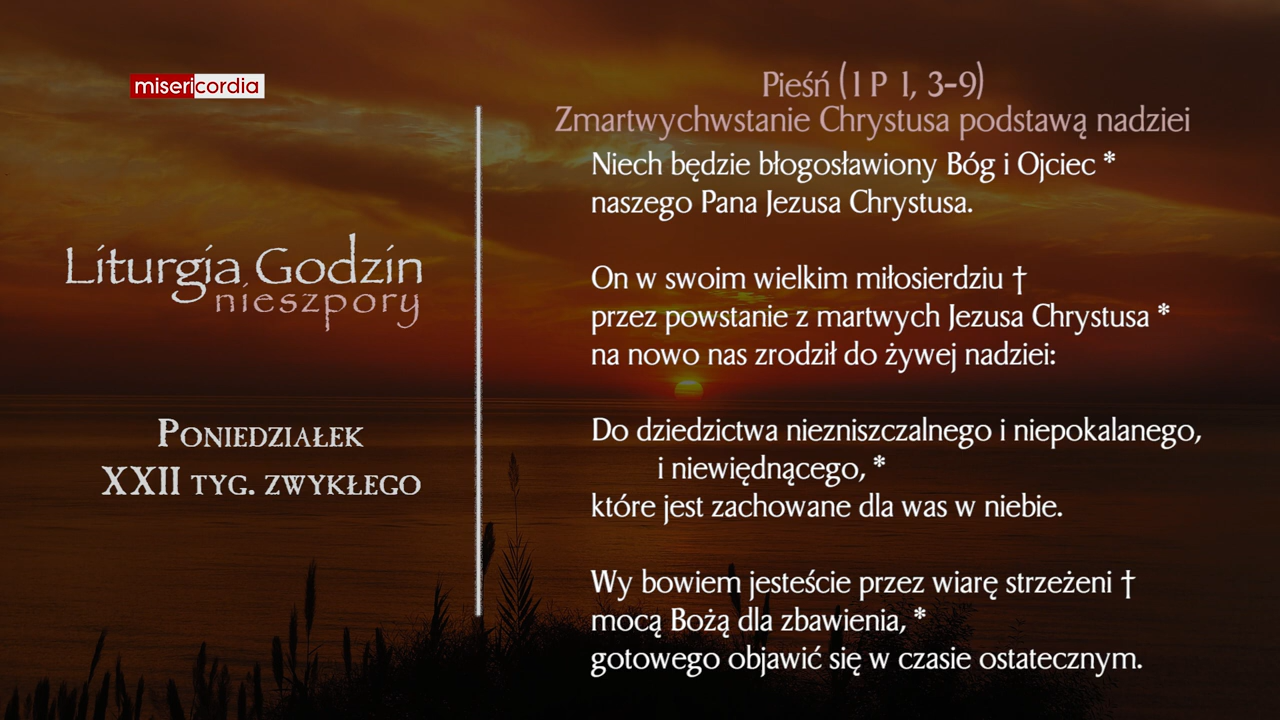 misericordia
Liturgia Godzin
nieszpory
Poniedziałek
XXII tyg. zwykłego
Pieśń (1 P 1, 3-9)
Zmartwychwstanie Chrystusa podstawą nadziei
Niech będzie błogosławiony Bóg i Ojciec *
naszego Pana Jezusa Chrystusa.
On w swoim wielkim miłosierdziu †
przez powstanie z martwych Jezusa Chrystusa *
na nowo nas zrodził do żywej nadziei:
Do dziedzictwa niezniszczalnego i niepokalanego,
i niewiędnącego, *
które jest zachowane dla was w niebie.
Wy bowiem jesteście przez wiarę strzeżeni †
mocą Bożą dla zbawienia, *
gotowego objawić się w czasie ostatecznym.